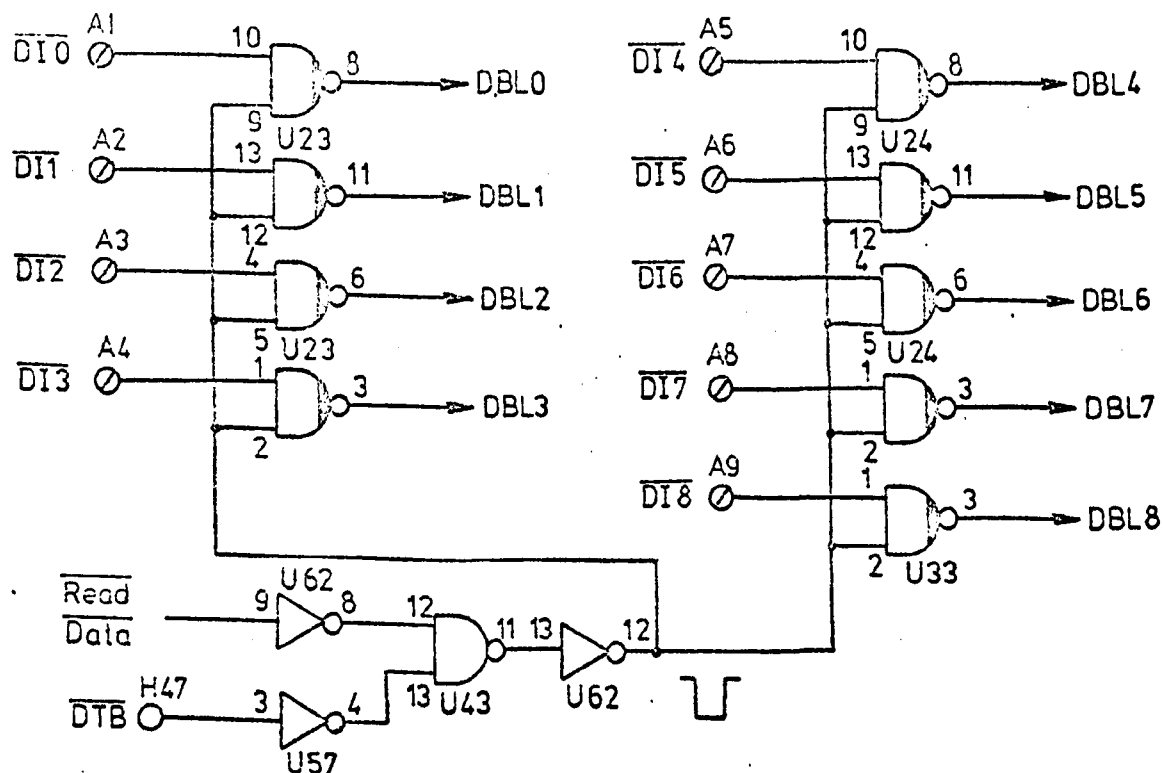 A1
DI0
10
8
DBL0
9
U23
A2
DI1
13
11
DBL1
12
A3
DI2
4
6
DBL2
5
U23
A4
DI3
1
3
DBL3
2
A5
DI4
10
8
DBL4
9
U24
A6
DI5
13
11
DBL5
12
A7
DI6
4
6
DBL6
5
U24
A8
DI7
1
3
DBL7
2
A9
DI8
1
3
DBL8
2
U33
Read
Data
9
U62
8
12
11
13
12
U62
H47
DTB
3
4
U57
13
U43